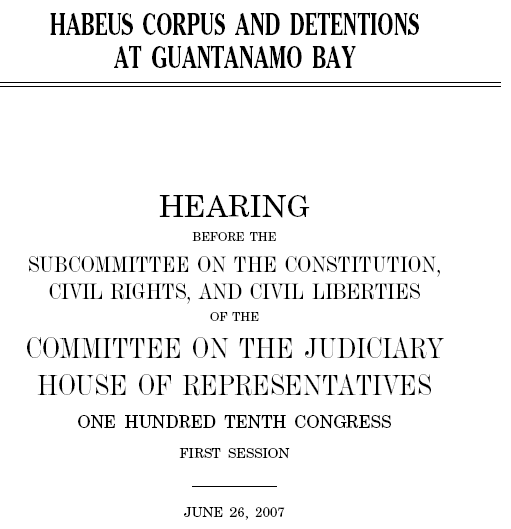 HABEUS CORPUS AND DETENTIONS
AT GUANTANAMO BAY
HEARING
BEFORE THE
SUBCOMMITTEE ON THE CONSTITUTION,
CIVIL RIGHTS, AND CIVIL LIBERTIES
OF THE
COMMITTEE ON THE JUDICIARY
HOUSE OF REPRESENTATIVES
ONE HUNDRED TENTH CONGRESS
FIRST SESSION
JUNE 26, 2007